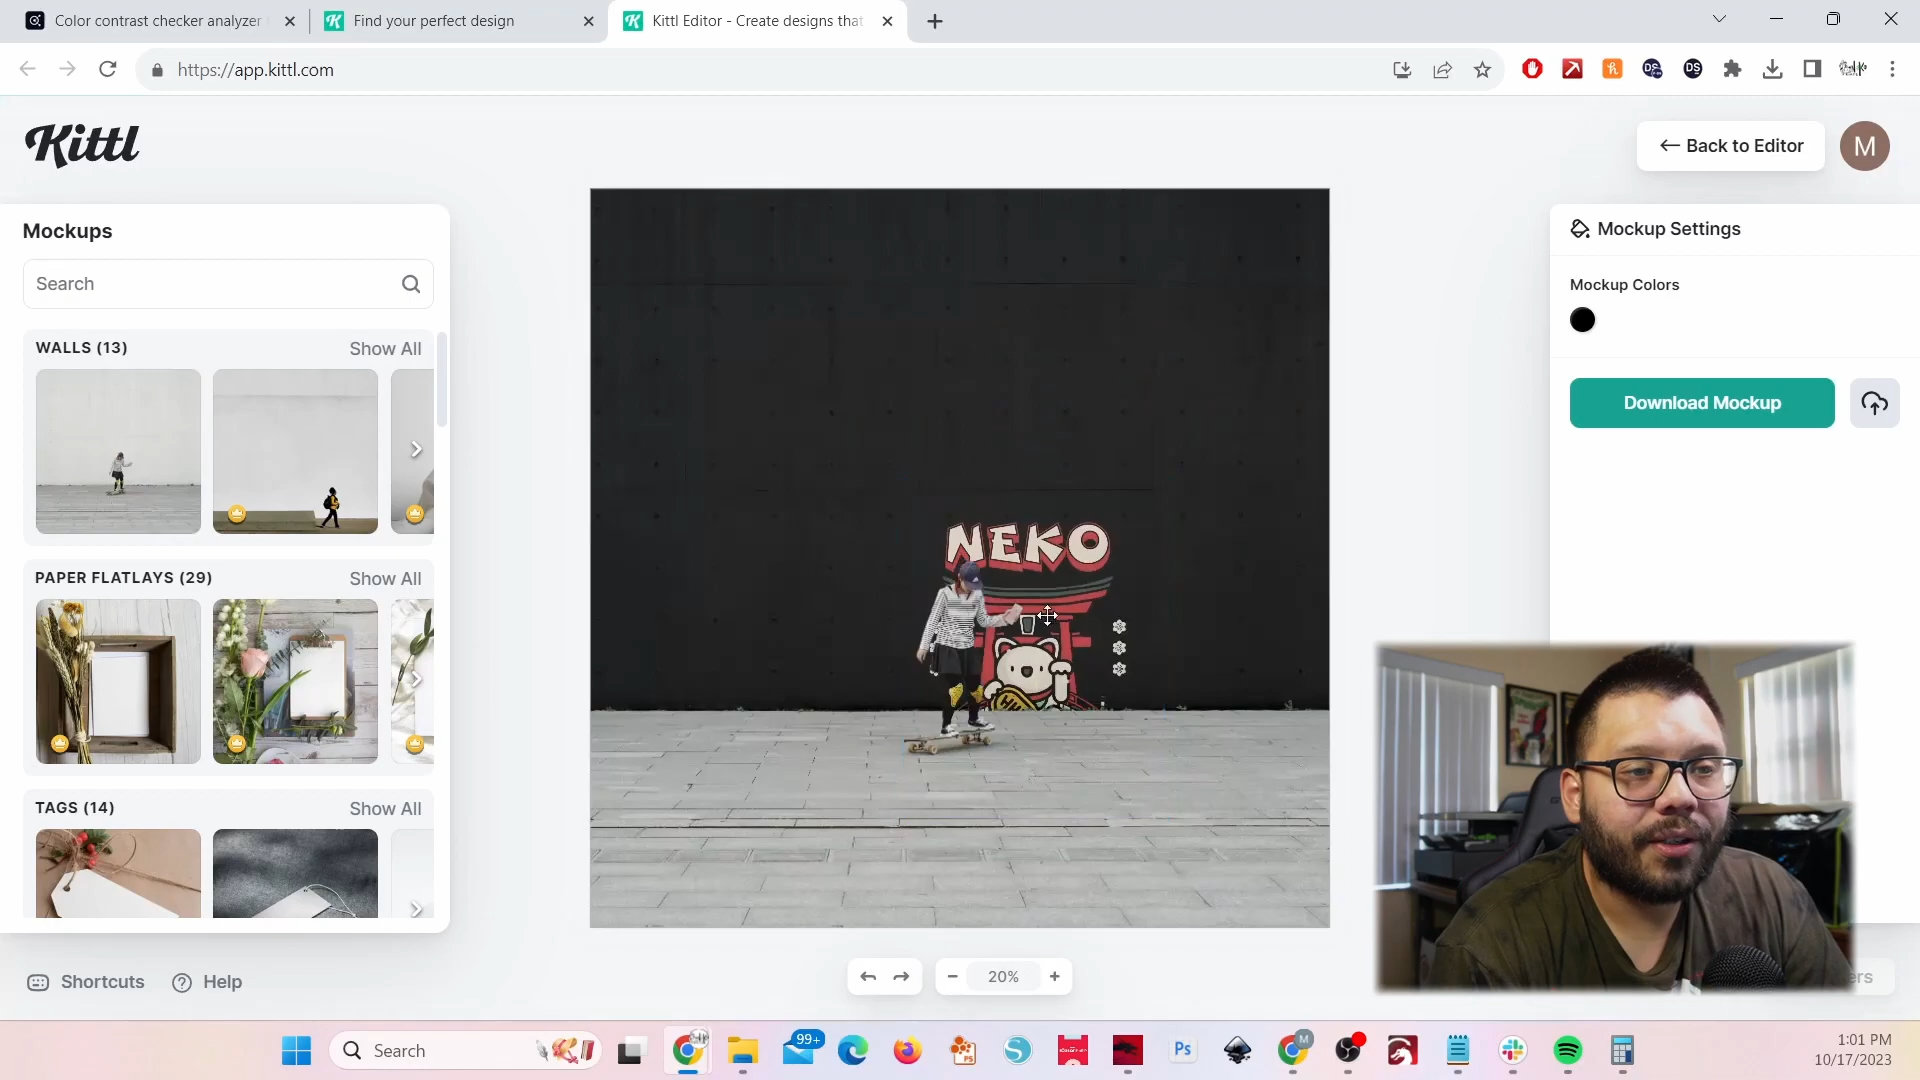 Color contrast checker analyzer
Find your perfect design
Kittl Editor - Create designs that
https://app.kittl.com
Kittl
← Back to Editor
M
Mockups
Search
WALLS (13)
Show All
PAPER FLATLAYS (29)
Show All
TAGS (14)
Show All
NEKO
Mockup Settings
Mockup Colors
Download Mockup
Shortcuts
Help
20%
ers
Search
99+
Ps
M
1:01 PM
10/17/2023